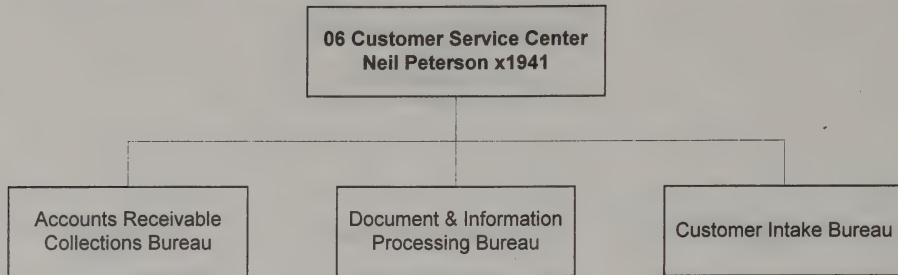 06 Customer Service Center
Neil Peterson x1941
Accounts Receivable
Collections Bureau
Document & Information
Processing Bureau
Customer Intake Bureau